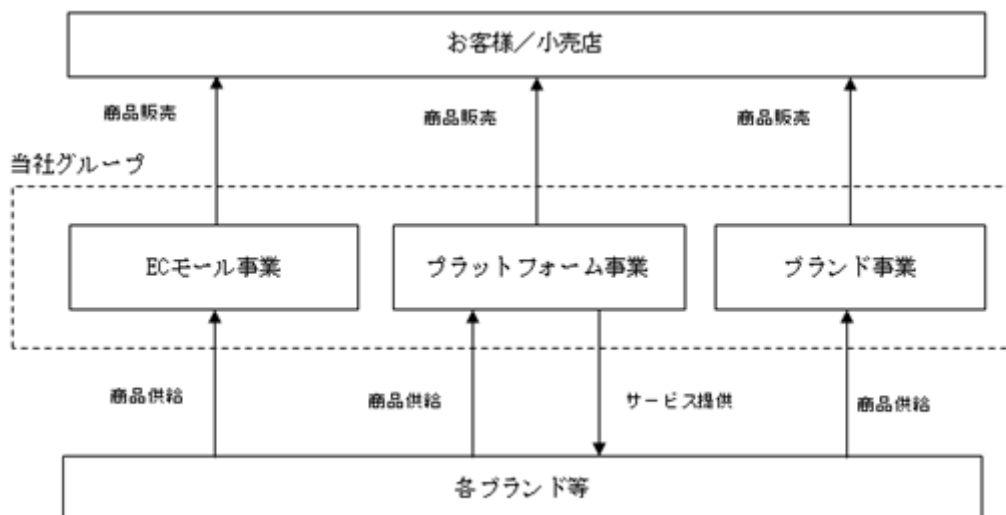 お客様／小売店
商品販売
商品販売
商品販売
当社グループ
ECモール事業
プラットフォーム事業
ブランド事業
商品供給
商品供給
サービス提供
商品供給
各ブランド等